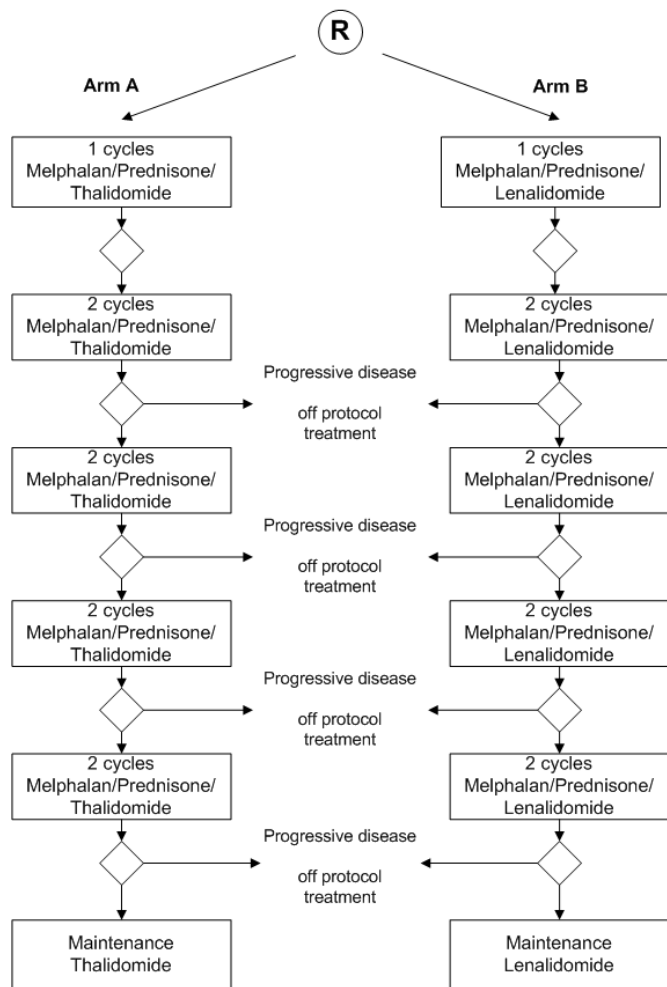 R
Arm A
Arm B
1 cycles
Melphalan/Prednisone/
Thalidomide
1 cycles
Melphalan/Prednisone/
Lenalidomide
2 cycles
Melphalan/Prednisone/
Thalidomide
2 cycles
Melphalan/Prednisone/
Lenalidomide
Progressive disease
off protocol
treatment
2 cycles
Melphalan/Prednisone/
Thalidomide
2 cycles
Melphalan/Prednisone/
Lenalidomide
Progressive disease
off protocol
treatment
2 cycles
Melphalan/Prednisone/
Thalidomide
2 cycles
Melphalan/Prednisone/
Lenalidomide
Progressive disease
off protocol
treatment
2 cycles
Melphalan/Prednisone/
Thalidomide
2 cycles
Melphalan/Prednisone/
Lenalidomide
Progressive disease
off protocol
treatment
Maintenance
Thalidomide
Maintenance
Lenalidomide